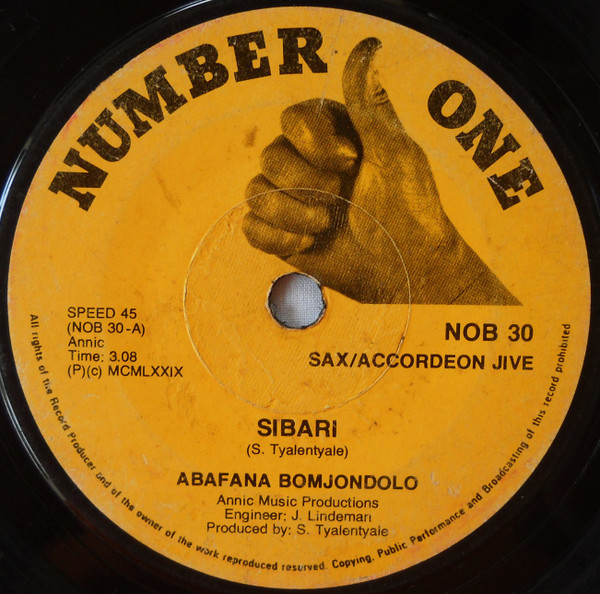 NUMBER ONE
SPEED 45
(NOB 30-A)
Annic
Time: 3.08
(P)(c) MCMLXXIX
NOB 30
SAX/ACCORDEON JIVE
SIBARI
(S. Tyalentyale)
ABAFANA BOMJONDOLO
Annic Music Productions
Engineer: J. Lindeman
Produced by: S. Tyalentyale
All rights of the Record Producer and of the owner of the work reproduced reserved. Copying, Public Performance and Broadcasting of this record prohibited